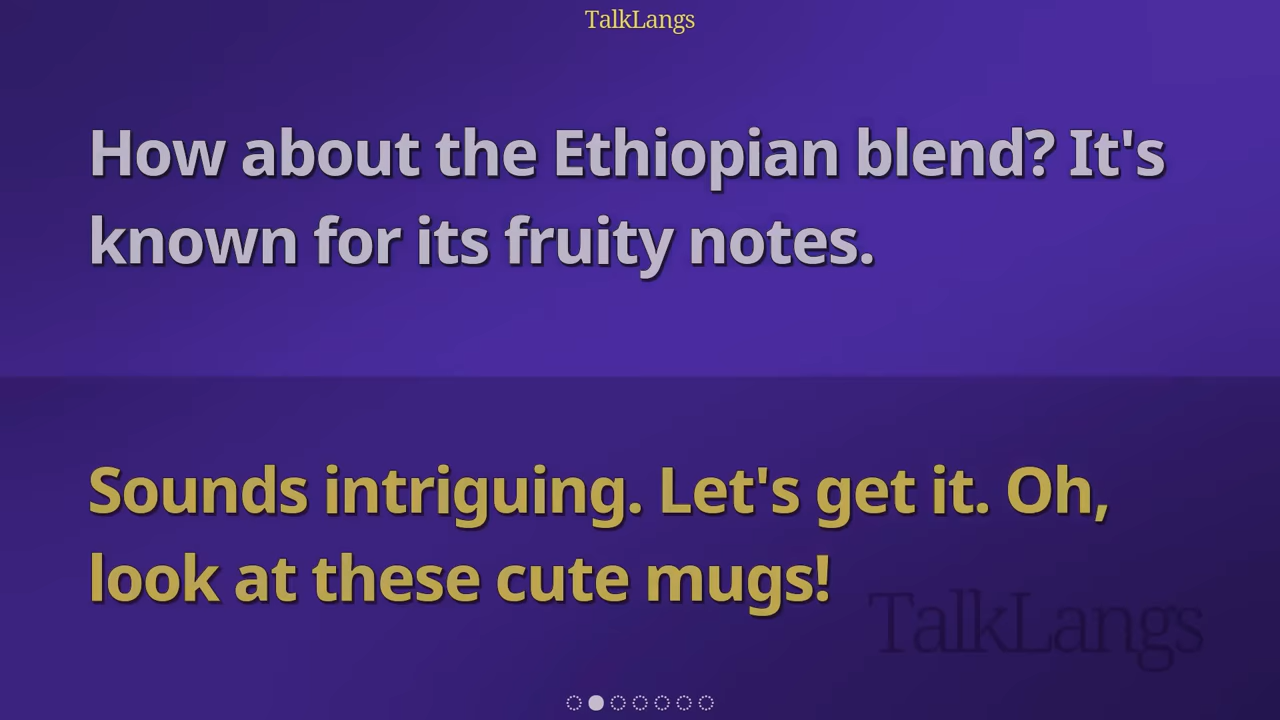 TalkLangs
How about the Ethiopian blend? It's
known for its fruity notes.
Sounds intriguing. Let's get it. Oh,
look at these cute mugs!
TalkLangs